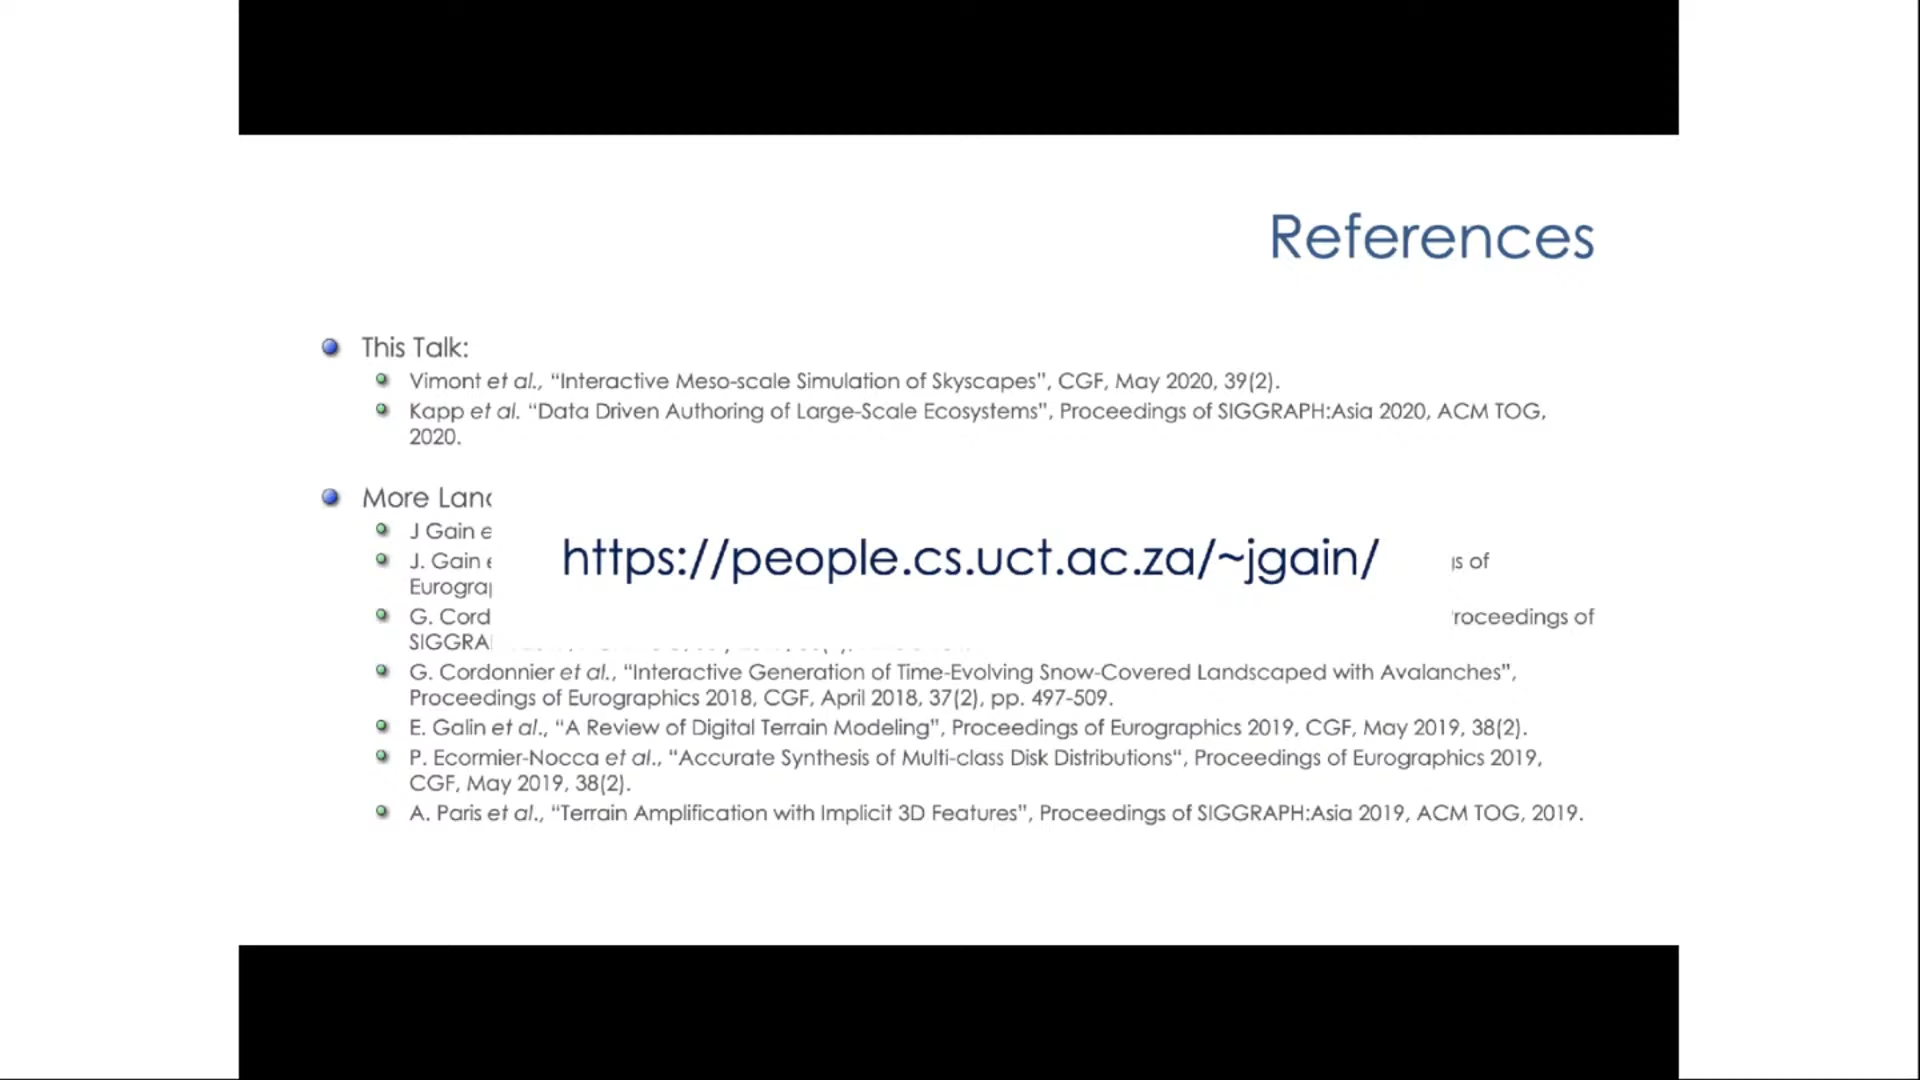 References
This Talk:
Vimont et al., “Interactive Meso-scale Simulation of Skyscapes”, CGF, May 2020, 39(2).
Kapp et al. “Data Driven Authoring of Large-Scale Ecosystems”, Proceedings of SIGGRAPH:Asia 2020, ACM TOG,
2020.
More
J Gain
https://people.cs.uct.ac.za/~jgain/
J. Gain of
G. Proceedings of
G. Cordonnier et al., “Interactive Generation of Time-Evolving Snow-Covered Landscaped with Avalanches”,
Proceedings of Eurographics 2018, CGF, April 2018, 37(2), pp. 497-509.
E. Galin et al., “A Review of Digital Terrain Modeling”, Proceedings of Eurographics 2019, CGF, May 2019, 38(2).
P. Ecormier-Nocca et al., “Accurate Synthesis of Multi-class Disk Distributions“, Proceedings of Eurographics 2019,
CGF, May 2019, 38(2).
A. Paris et al., “Terrain Amplification with Implicit 3D Features”, Proceedings of SIGGRAPH:Asia 2019, ACM TOG, 2019.